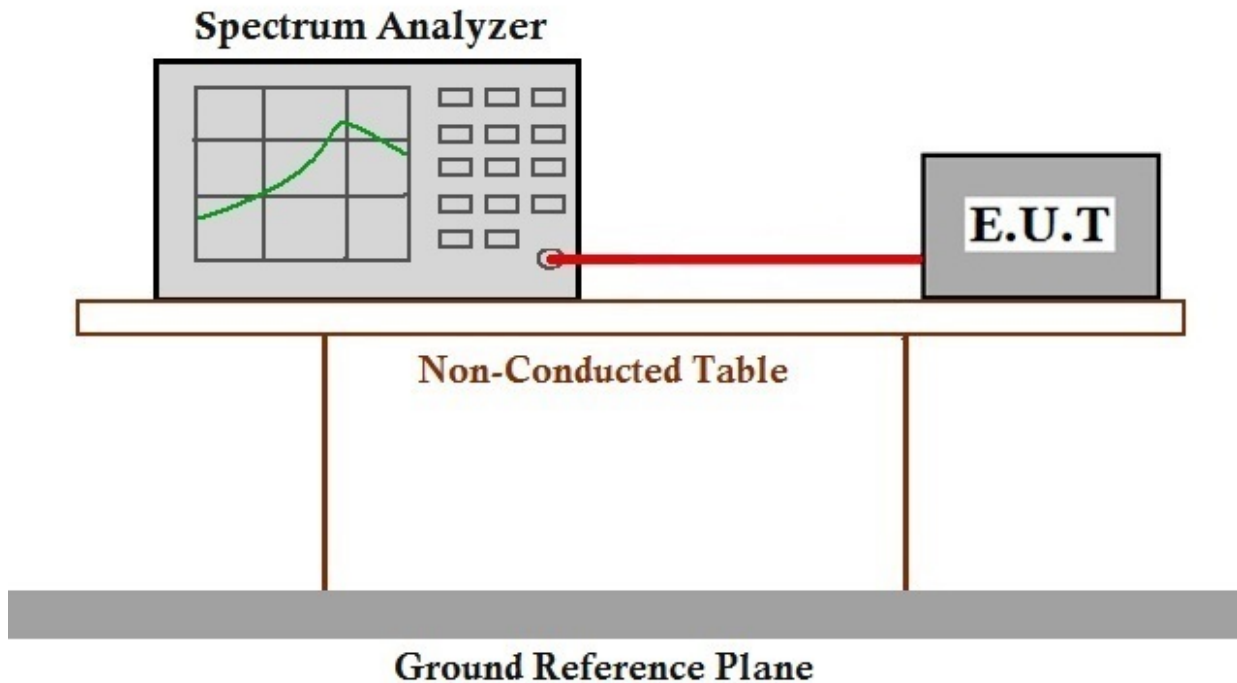 Spectrum Analyzer
E.U.T
Non-Conducted Table
Ground Reference Plane